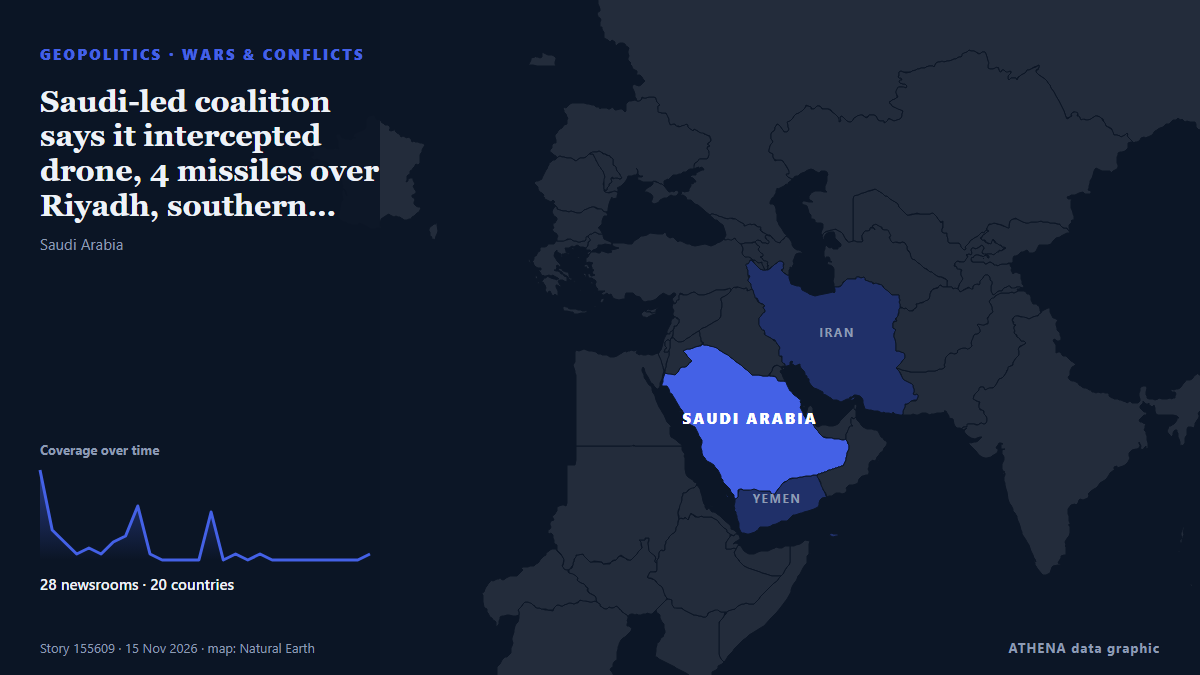 GEOPOLITICS · WARS & CONFLICTS
Saudi-led coalition
says it intercepted
drone, 4 missiles over
Riyadh, southern...
Saudi Arabia
IRAN
SAUDI ARABIA
YEMEN
Coverage over time
28 newsrooms · 20 countries
Story 155609 · 15 Nov 2026 · map: Natural Earth
ATHENA data graphic